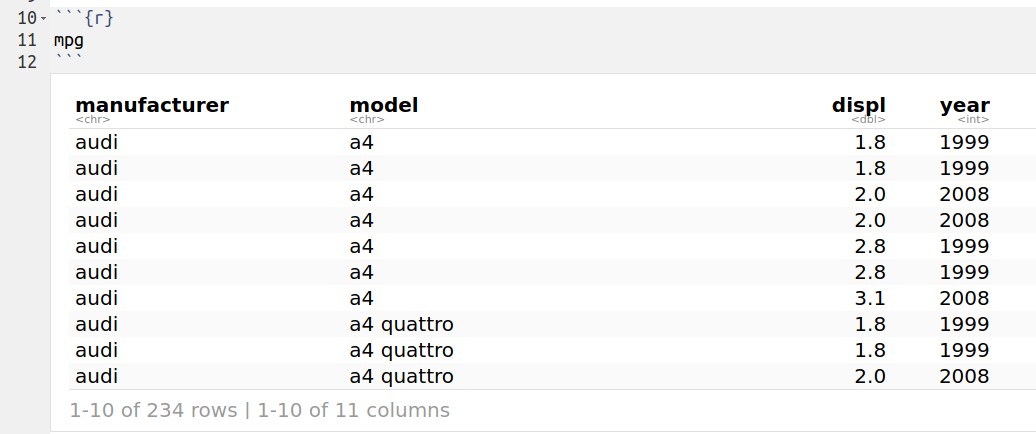 10 ```{r}
11 mpg
12 ```
manufacturer model displ year
<chr> <chr> <dbl> <int>
audi a4 1.8 1999
audi a4 1.8 1999
audi a4 2.0 2008
audi a4 2.0 2008
audi a4 2.8 1999
audi a4 2.8 1999
audi a4 3.1 2008
audi a4 quattro 1.8 1999
audi a4 quattro 1.8 1999
audi a4 quattro 2.0 2008
1-10 of 234 rows | 1-10 of 11 columns